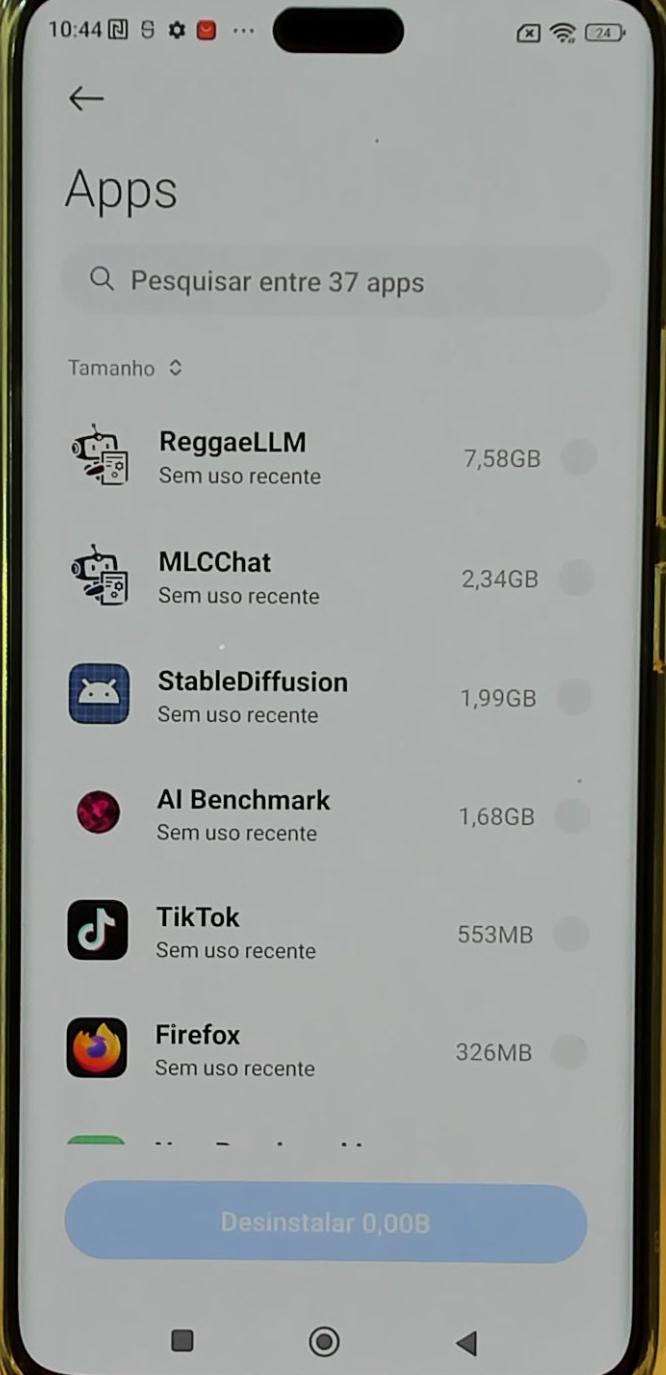 10:44
24
Apps
Pesquisar entre 37 apps
Tamanho
ReggaeLLM
Sem uso recente
7,58GB
MLCChat
Sem uso recente
2,34GB
StableDiffusion
Sem uso recente
1,99GB
AI Benchmark
Sem uso recente
1,68GB
TikTok
Sem uso recente
553MB
Firefox
Sem uso recente
326MB
Desinstalar 0,00B